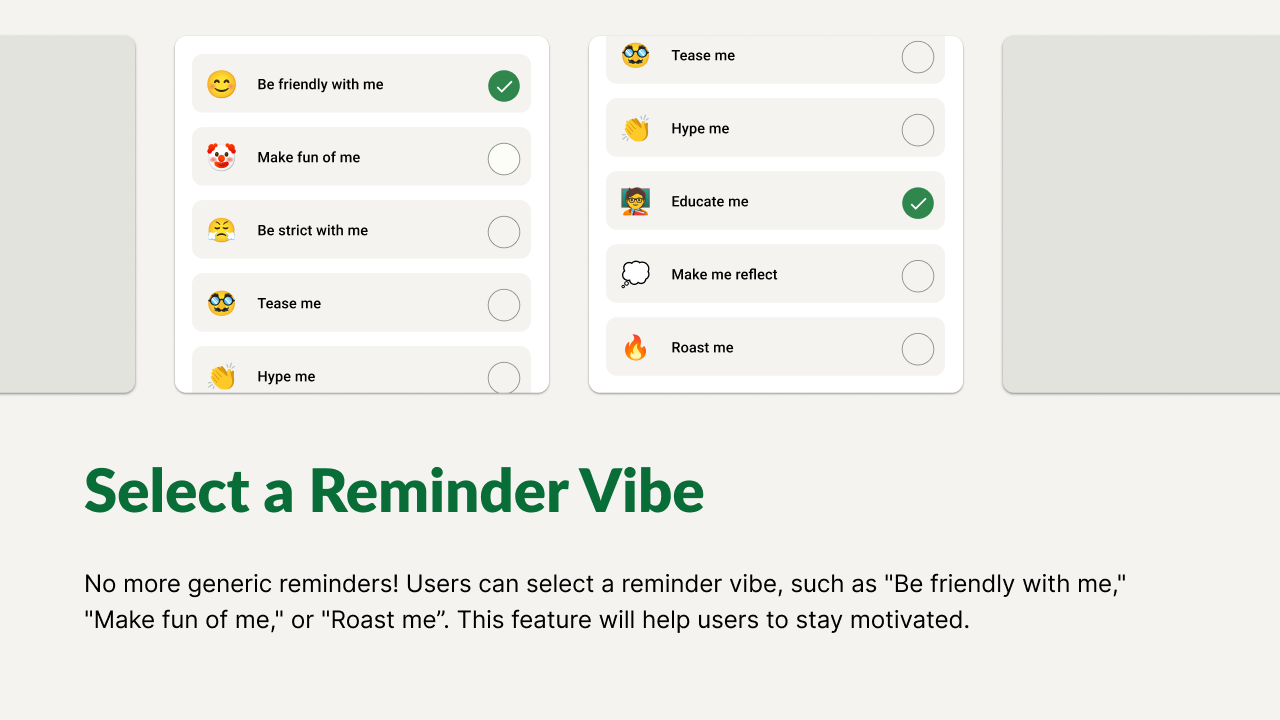 Be friendly with me
Make fun of me
Be strict with me
Tease me
Hype me
Tease me
Hype me
Educate me
Make me reflect
Roast me
Select a Reminder Vibe
No more generic reminders! Users can select a reminder vibe, such as "Be friendly with me,"
"Make fun of me," or "Roast me”. This feature will help users to stay motivated.